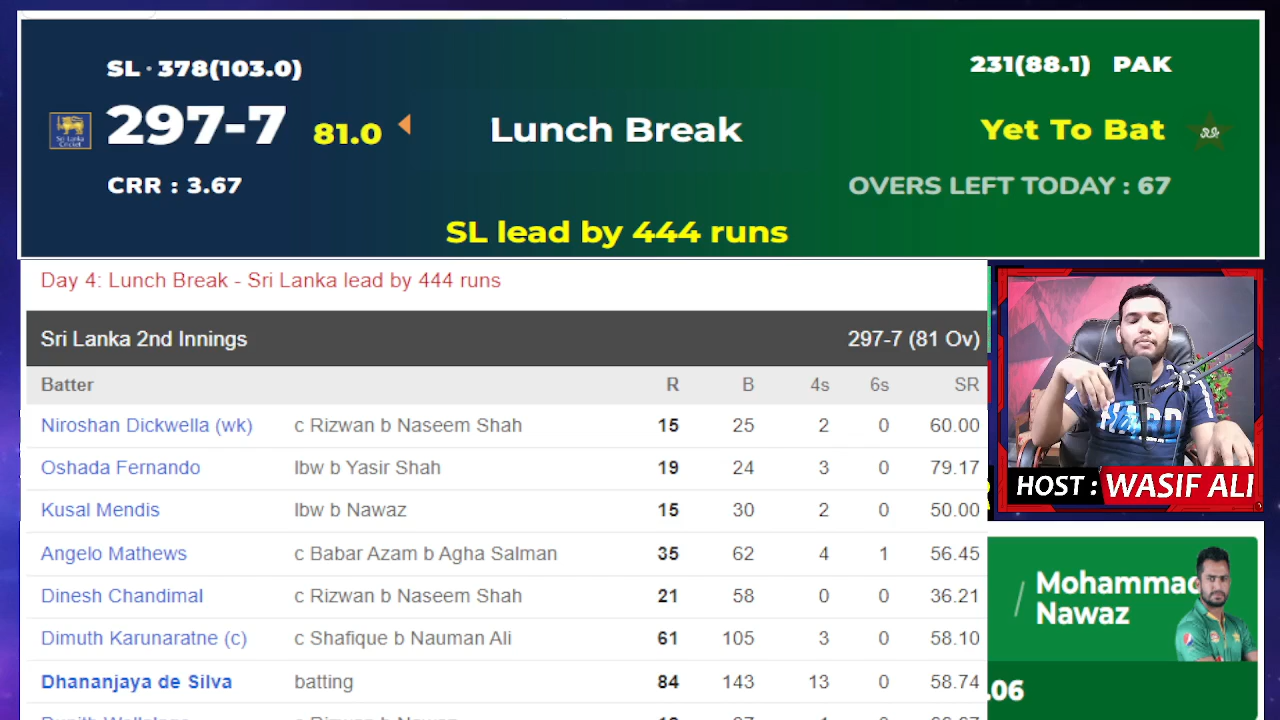 SL · 378(103.0)
231(88.1) PAK
297-7 81.0
Lunch Break
Yet To Bat
Sri Lanka
Cricket
CRR : 3.67
OVERS LEFT TODAY : 67
SL lead by 444 runs
Day 4: Lunch Break - Sri Lanka lead by 444 runs
Sri Lanka 2nd Innings 297-7 (81 Ov)
Batter R B 4s 6s SR
Niroshan Dickwella (wk) c Rizwan b Naseem Shah 15 25 2 0 60.00
Oshada Fernando lbw b Yasir Shah 19 24 3 0 79.17
Kusal Mendis lbw b Nawaz 15 30 2 0 50.00
Angelo Mathews c Babar Azam b Agha Salman 35 62 4 1 56.45
Dinesh Chandimal c Rizwan b Naseem Shah 21 58 0 0 36.21
Dimuth Karunaratne (c) c Shafique b Nauman Ali 61 105 3 0 58.10
Dhananjaya de Silva batting 84 143 13 0 58.74
HOST : WASIF ALI
/ Mohammad
Nawaz
.06